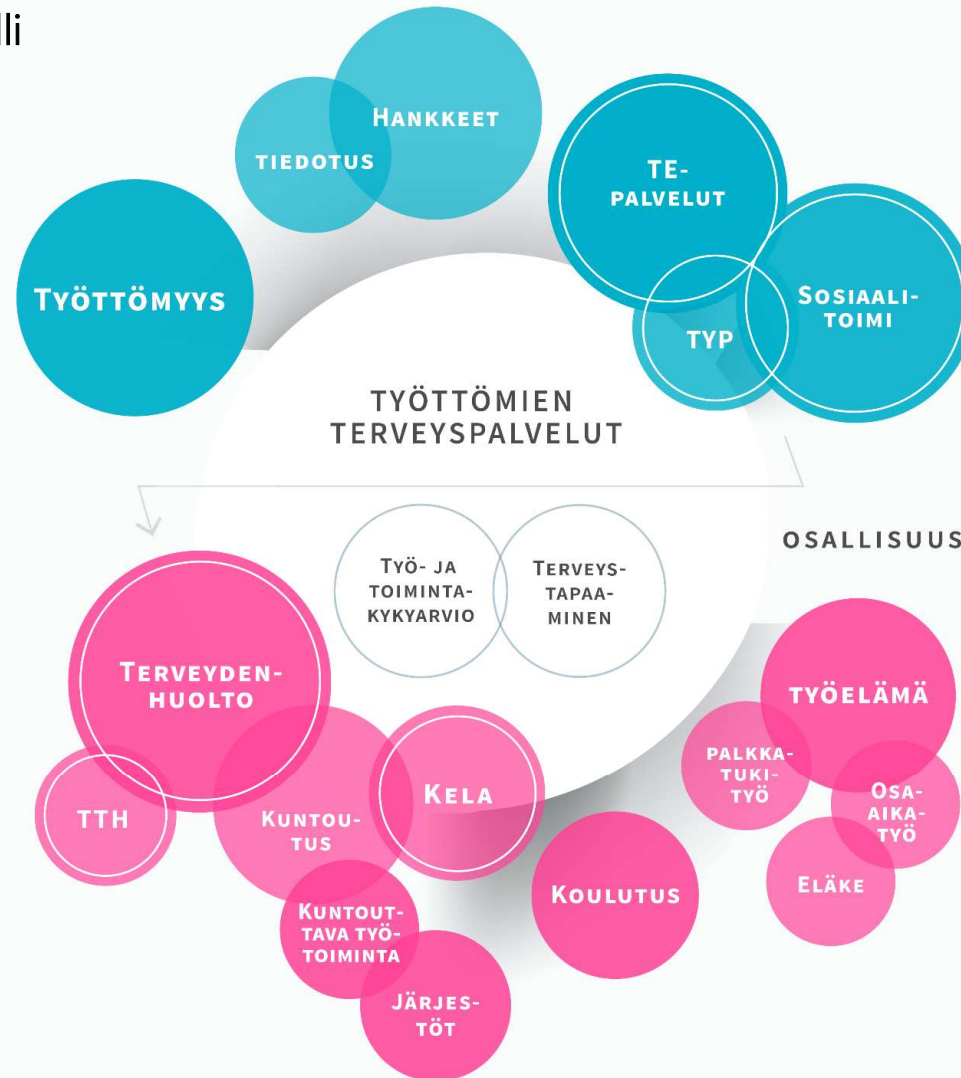 lli
HANKKEET
TIEDOTUS
TE-
PALVELUT
TYÖTTÖMYYS
SOSIAALI-
TOIMI
TYP
TYÖTTÖMIEN
TERVEYSPALVELUT
OSALLISUUS
TYÖ- JA
TOIMINTA-
KYKYARVIO
TERVEYS-
TAPAA-
MINEN
TERVEYDEN-
HUOLTO
TTH
KUNTOU-
TUS
KELA
KUNTOUT-
TAVA TYÖ-
TOIMINTA
JÄRJES-
TÖT
KOULUTUS
TYÖELÄMÄ
PALKKA-
TUKI-
TYÖ
OSA-
AIKA-
TYÖ
ELÄKE